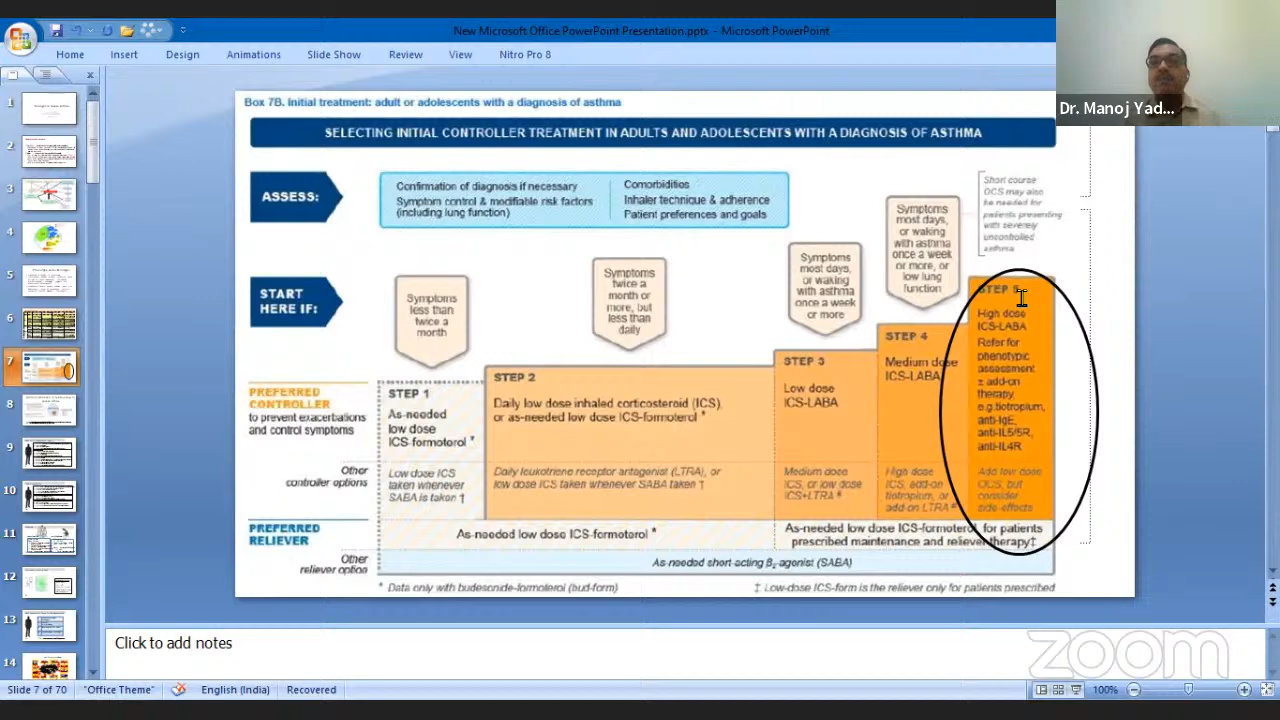 New Microsoft Office PowerPoint Presentation.pptx - Microsoft PowerPoint
Home Insert Design Animations Slide Show Review View Nitro Pro 8
Dr. Manoj Yad...
1
2
3
4
5
6
7
8
9
10
11
12
13
14
Box 7B. Initial treatment: adult or adolescents with a diagnosis of asthma
SELECTING INITIAL CONTROLLER TREATMENT IN ADULTS AND ADOLESCENTS WITH A DIAGNOSIS OF ASTHMA
ASSESS:
Confirmation of diagnosis if necessary
Symptom control & modifiable risk factors
(including lung function)
Comorbidities
Inhaler technique & adherence
Patient preferences and goals
Short course
OCS may also
be needed for
patients presenting
with severely
uncontrolled
asthma
START
HERE IF:
Symptoms
less than
twice a
month
Symptoms
twice a
month or
more, but
less than
daily
Symptoms
most days,
or waking
with asthma
once a week
or more
Symptoms
most days,
or waking
with asthma
once a week
or more, or
low lung
function
PREFERRED
CONTROLLER
to prevent exacerbations
and control symptoms
STEP 1
As-needed
low dose
ICS-formoterol *
STEP 2
Daily low dose inhaled corticosteroid (ICS),
or as-needed low dose ICS-formoterol *
STEP 3
Low dose
ICS-LABA
STEP 4
Medium dose
ICS-LABA
STEP 5
High dose
ICS-LABA
Refer for
phenotypic
assessment
± add-on
therapy,
e.g.tiotropium,
anti-IgE,
anti-IL5/5R,
anti-IL4R
Other
controller options
Low dose ICS
taken whenever
SABA is taken †
Daily leukotriene receptor antagonist (LTRA), or
low dose ICS taken whenever SABA taken †
Medium dose
ICS, or low dose
ICS+LTRA #
High dose
ICS, add-on
tiotropium, or
add-on LTRA #
Add low dose
OCS, but
consider
side-effects
PREFERRED
RELIEVER
As-needed low dose ICS-formoterol *
As-needed low dose ICS-formoterol, for patients
prescribed maintenance and reliever therapy‡
Other
reliever option
As-needed short-acting β2-agonist (SABA)
* Data only with budesonide-formoterol (bud-form)
‡ Low-dose ICS-form is the reliever only for patients prescribed
Click to add notes
zoom
Slide 7 of 70 "Office Theme" English (India) Recovered 100%